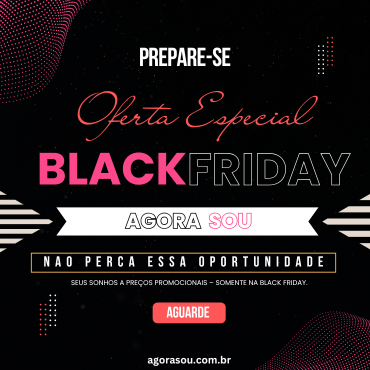 PREPARE-SE
Oferta Especial
BLACKFRIDAY
AGORA SOU
NAO PERCA ESSA OPORTUNIDADE
SEUS SONHOS A PREÇOS PROMOCIONAIS – SOMENTE NA BLACK FRIDAY.
AGUARDE
agorasou.com.br